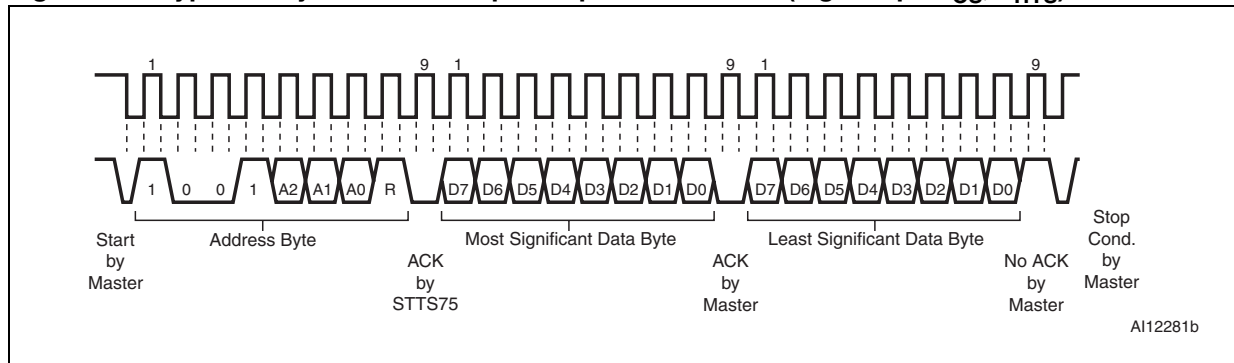 1 9 1 9 1 9
1 0 0 1 A2 A1 A0 R D7 D6 D5 D4 D3 D2 D1 D0 D7 D6 D5 D4 D3 D2 D1 D0
Start
by
Master
Address Byte
ACK
by
STTS75
Most Significant Data Byte
ACK
by
Master
Least Significant Data Byte
No ACK
by
Master
Stop
Cond.
by
Master
AI12281b